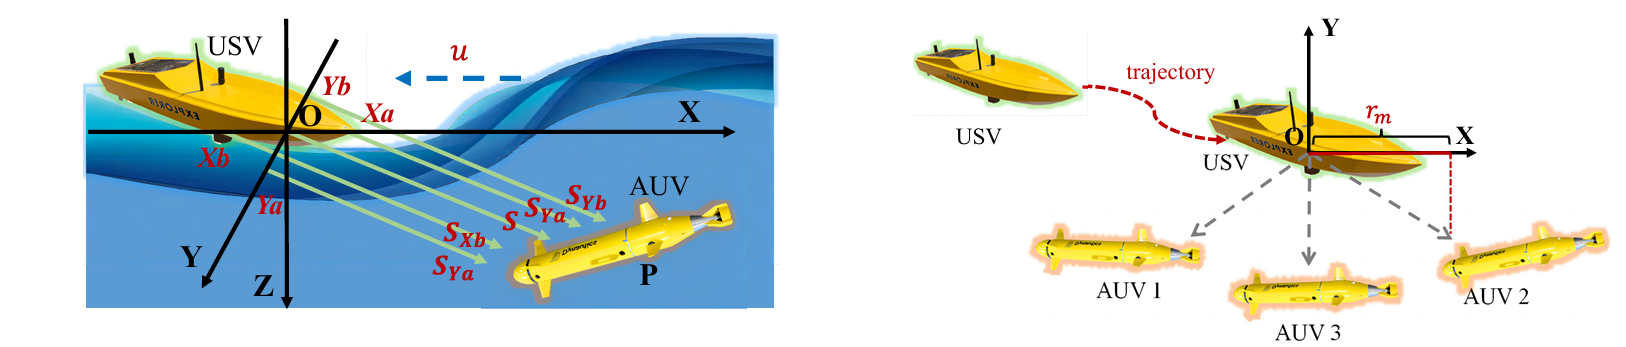 USV
u
Yb
Xa
O
X
Xb
Ya
AUV
S_{Yb}
S_{Ya}
S
S_{Xb}
S_{Ya}
Y
Z
P
Y
trajectory
r_m
O
X
USV
USV
AUV 1
AUV 2
AUV 3